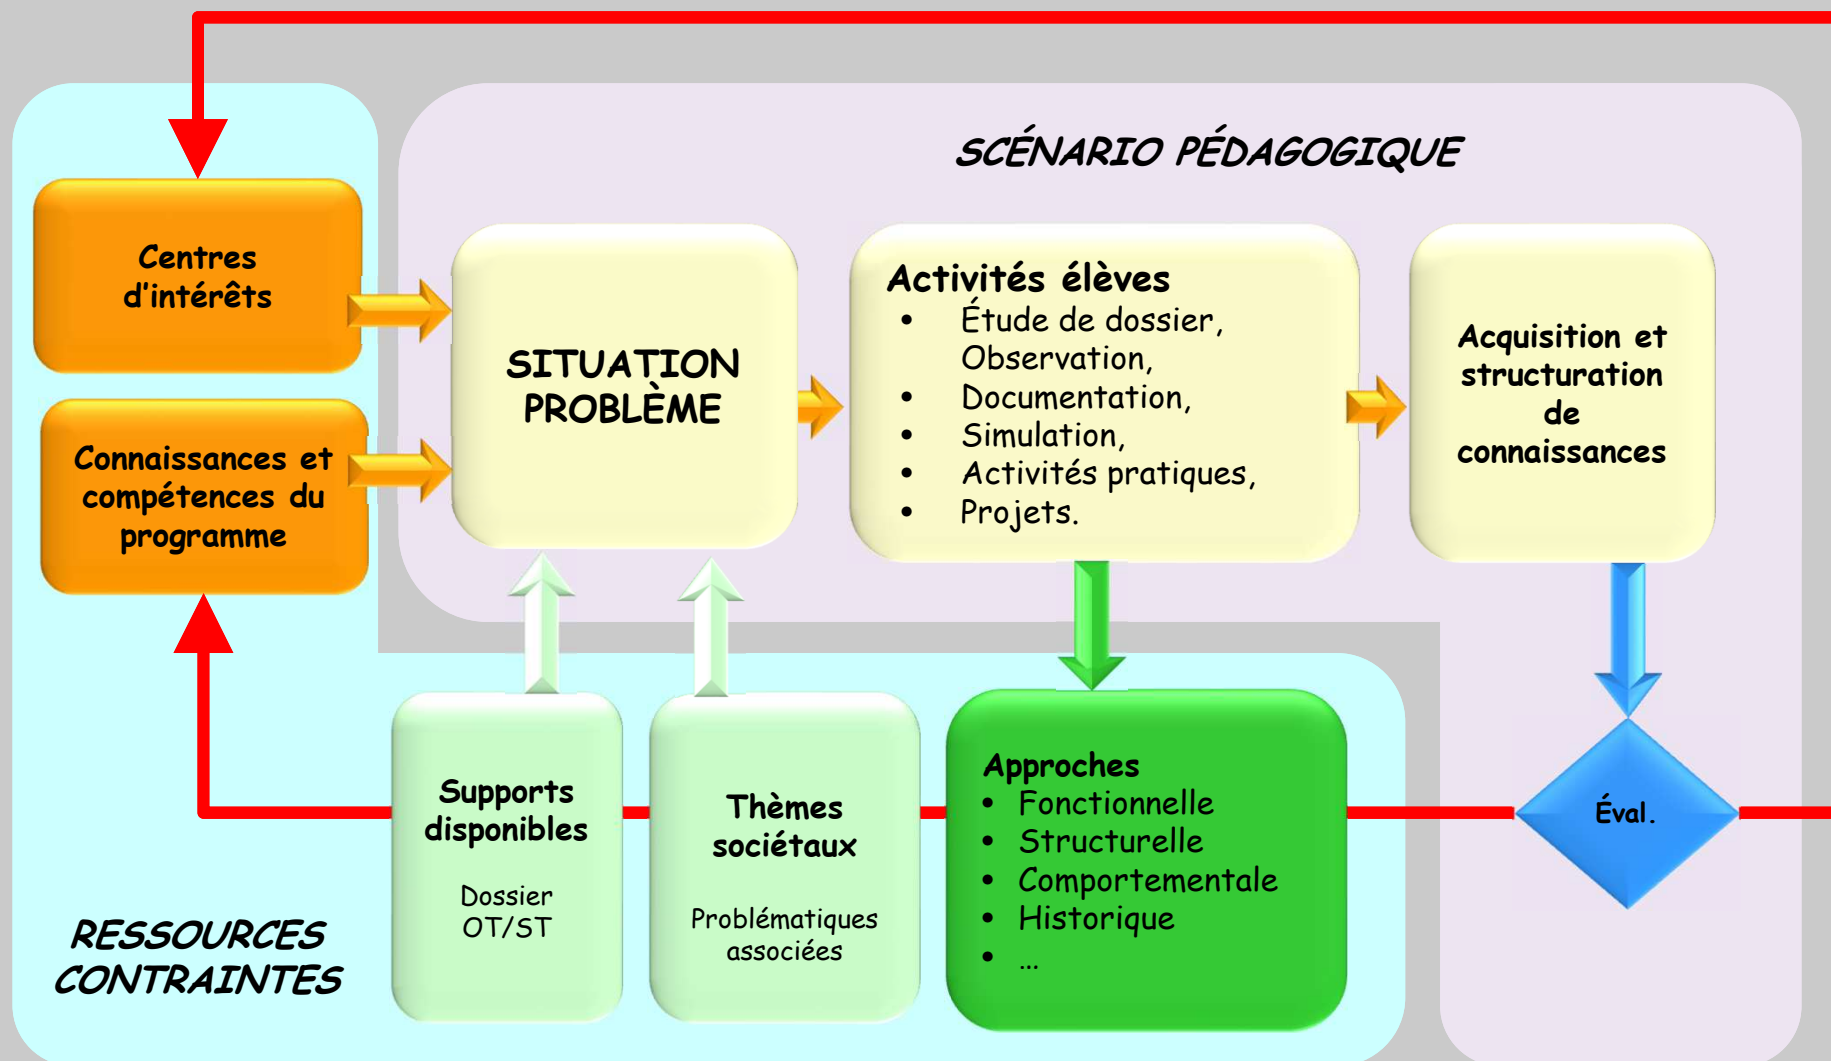 SCÉNARIO PÉDAGOGIQUE
Centres
d'intérêts
Connaissances et
compétences du
programme
SITUATION
PROBLÈME
Activités élèves
• Étude de dossier,
Observation,
• Documentation,
• Simulation,
• Activités pratiques,
• Projets.
Acquisition et
structuration
de
connaissances
Supports
disponibles
Dossier
OT/ST
Thèmes
sociétaux
Problématiques
associées
Approches
• Fonctionnelle
• Structurelle
• Comportementale
• Historique
• …
Éval.
RESSOURCES
CONTRAINTES